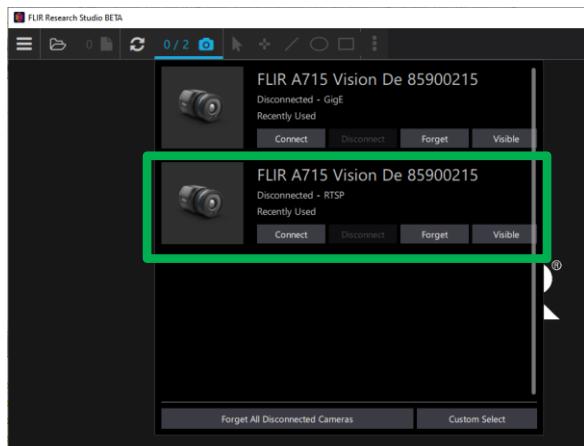 FLIR Research Studio BETA
0 0 / 2
FLIR A715 Vision De 85900215
Disconnected - GigE
Recently Used
Connect Disconnect Forget Visible
FLIR A715 Vision De 85900215
Disconnected - RTSP
Recently Used
Connect Disconnect Forget Visible
R®
Forget All Disconnected Cameras Custom Select